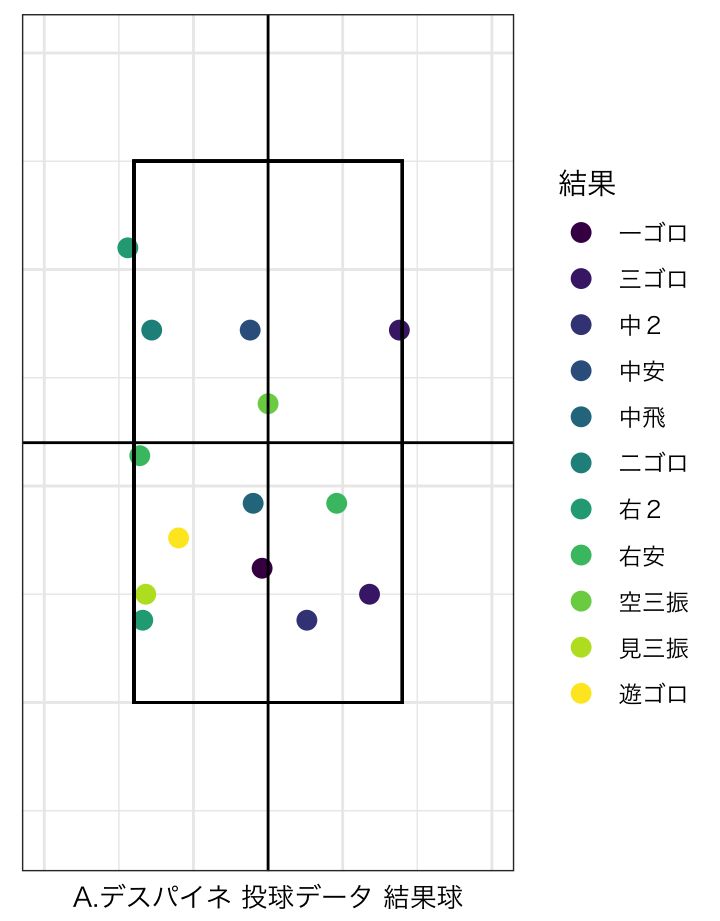 結果
一ゴロ
三ゴロ
中２
中安
中飛
二ゴロ
右２
右安
空三振
見三振
遊ゴロ
A.デスパイネ 投球データ 結果球